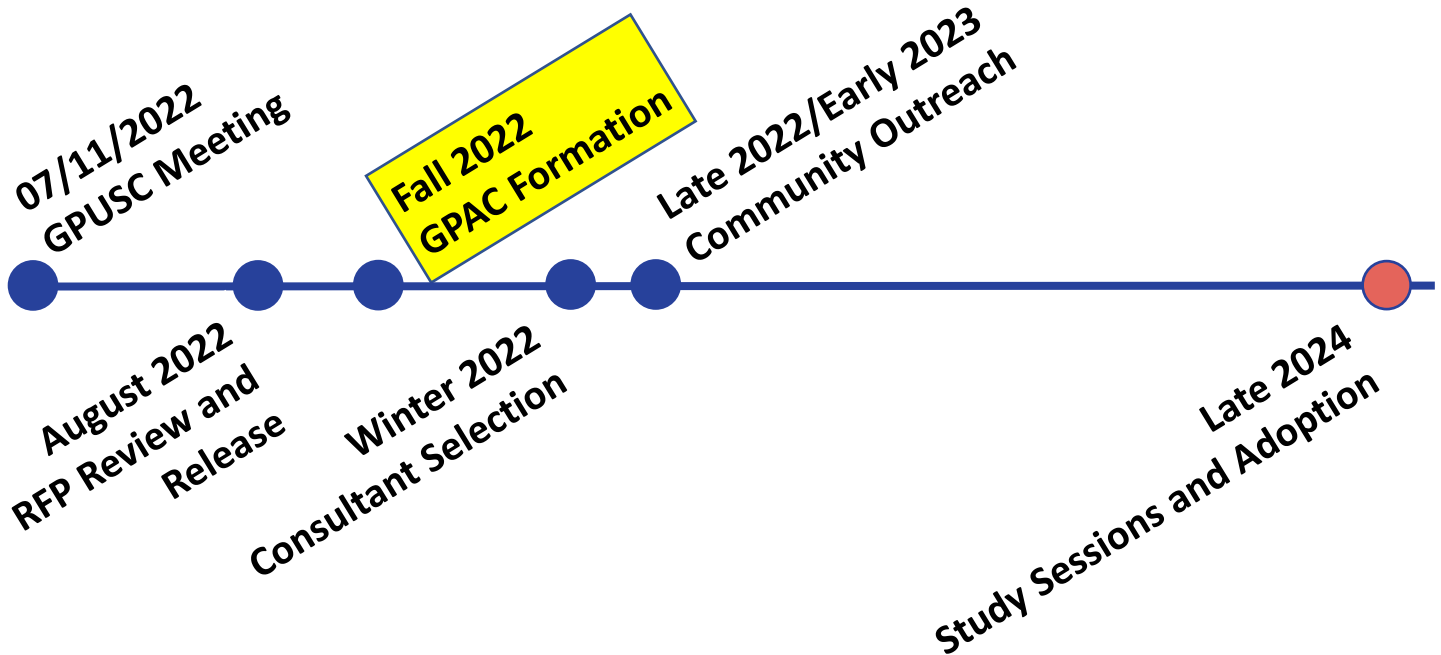 07/11/2022
GPUSC Meeting
August 2022
RFP Review and
Release
Fall 2022
GPAC Formation
Winter 2022
Consultant Selection
Late 2022/Early 2023
Community Outreach
Late 2024
Study Sessions and Adoption